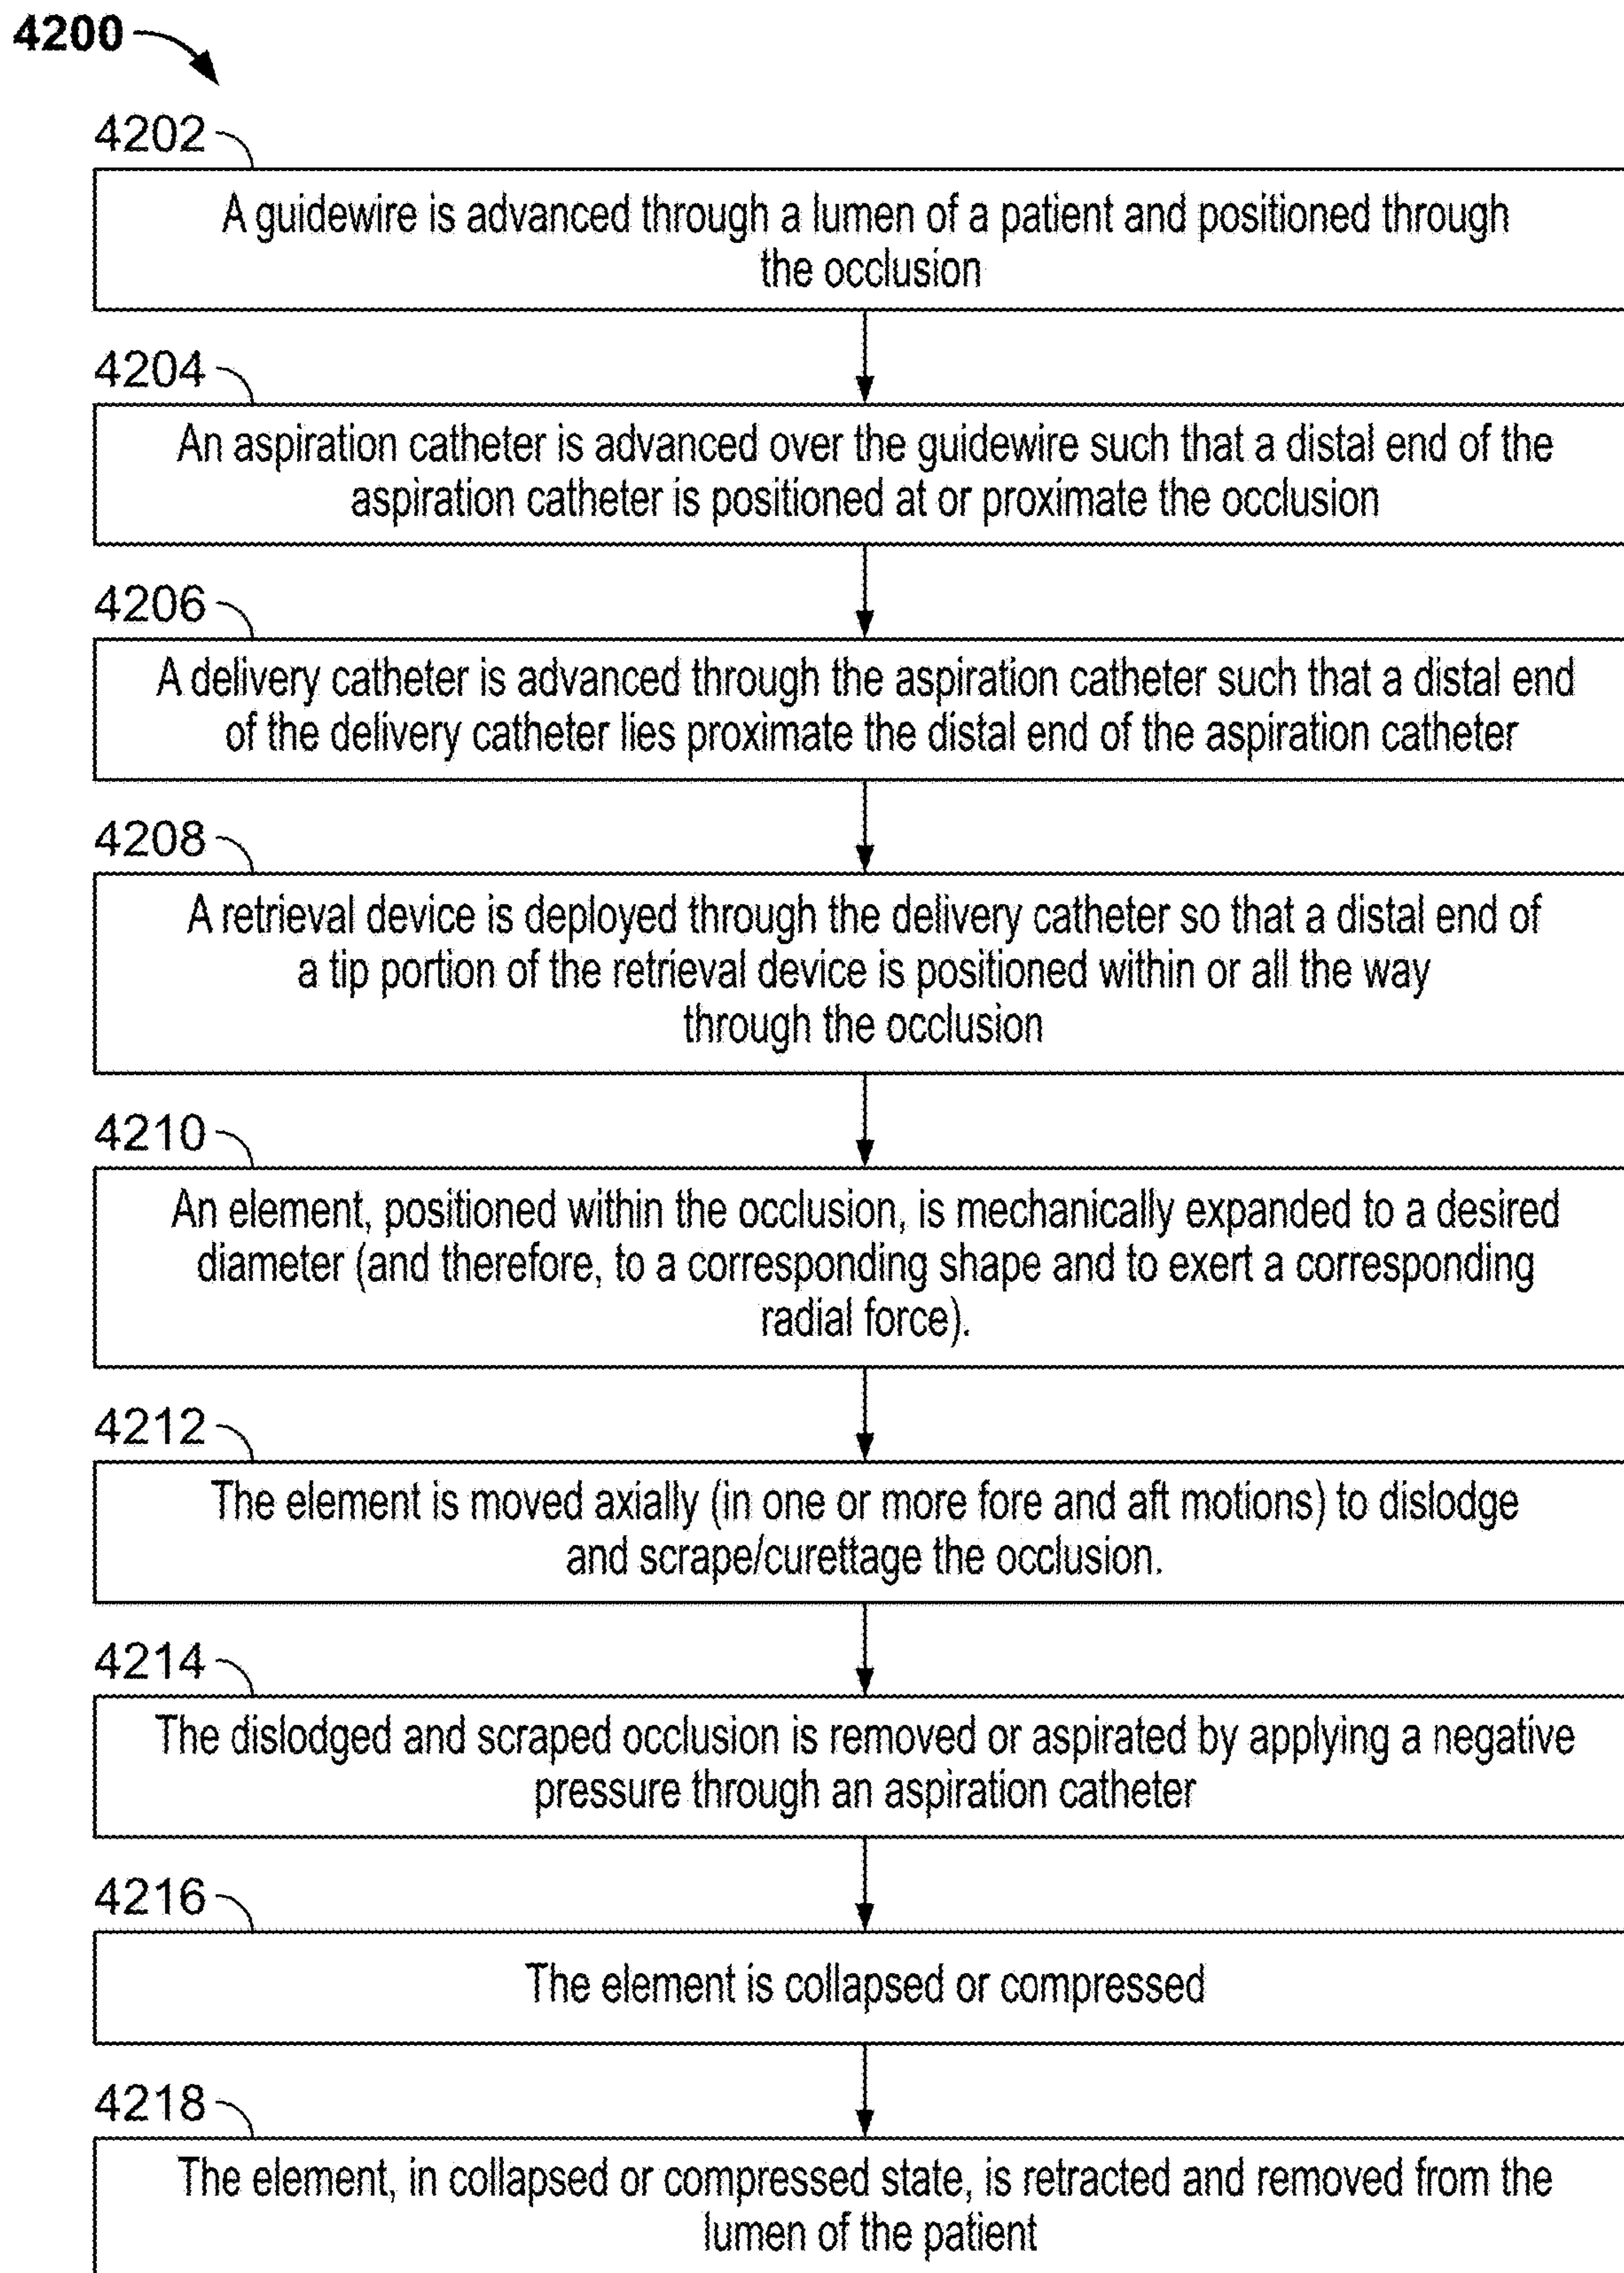 4200
4202
A guidewire is advanced through a lumen of a patient and positioned through
the occlusion
4204
An aspiration catheter is advanced over the guidewire such that a distal end of the
aspiration catheter is positioned at or proximate the occlusion
4206
A delivery catheter is advanced through the aspiration catheter such that a distal end
of the delivery catheter lies proximate the distal end of the aspiration catheter
4208
A retrieval device is deployed through the delivery catheter so that a distal end of
a tip portion of the retrieval device is positioned within or all the way
through the occlusion
4210
An element, positioned within the occlusion, is mechanically expanded to a desired
diameter (and therefore, to a corresponding shape and to exert a corresponding
radial force).
4212
The element is moved axially (in one or more fore and aft motions) to dislodge
and scrape/curettage the occlusion.
4214
The dislodged and scraped occlusion is removed or aspirated by applying a negative
pressure through an aspiration catheter
4216
The element is collapsed or compressed
4218
The element, in collapsed or compressed state, is retracted and removed from the
lumen of the patient